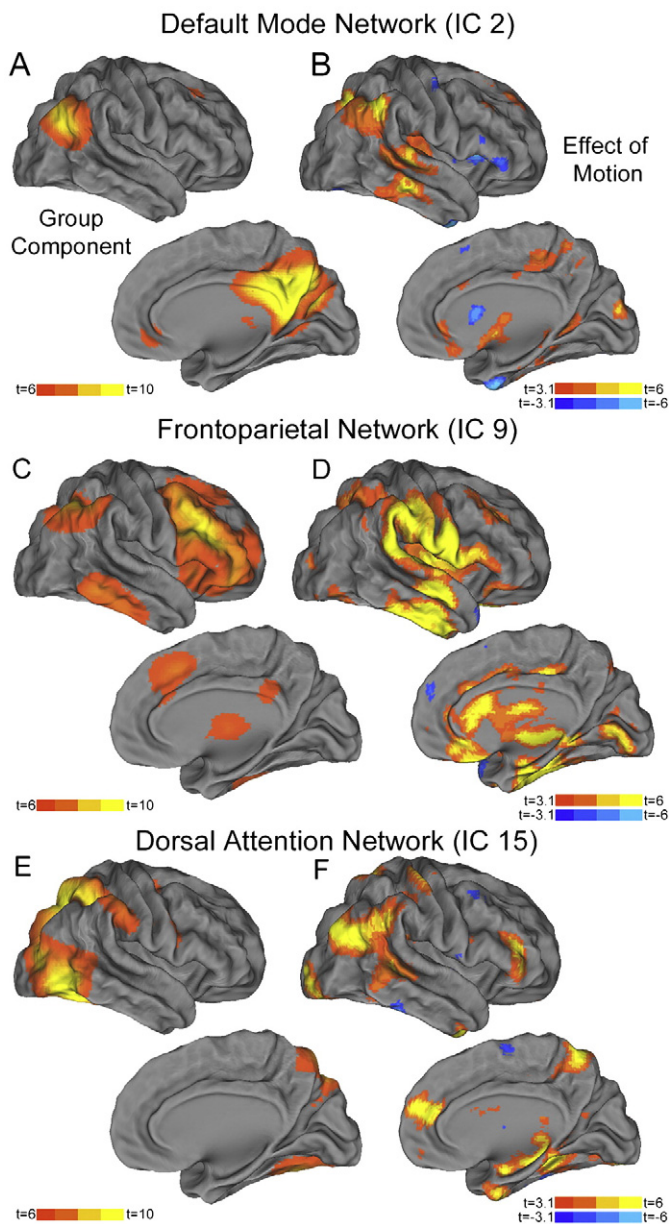 Default Mode Network (IC 2)
A
B
Effect of
Motion
Group
Component
t=6 t=10
t=3.1 t=6
t=-3.1 t=-6
Frontoparietal Network (IC 9)
C
D
t=6 t=10
t=3.1 t=6
t=-3.1 t=-6
Dorsal Attention Network (IC 15)
E
F
t=6 t=10
t=3.1 t=6
t=-3.1 t=-6